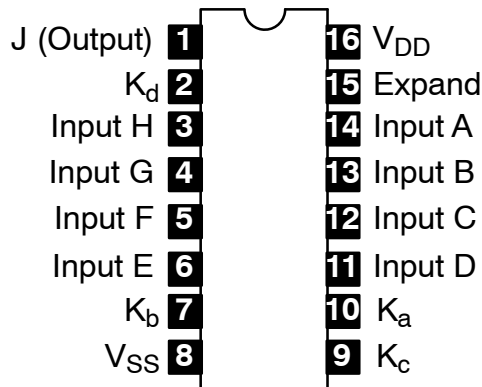 J (Output) 1 16 V_DD
K_d 2 15 Expand
Input H 3 14 Input A
Input G 4 13 Input B
Input F 5 12 Input C
Input E 6 11 Input D
K_b 7 10 K_a
V_SS 8 9 K_c